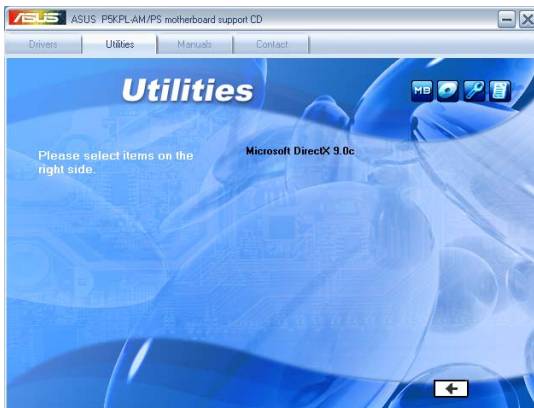 ASUS ASUS P5KPL-AM/PS motherboard support CD
Drivers Utilities Manuals Contact
Utilities
MB
Please select items on the
right side.
Microsoft DirectX 9.0c